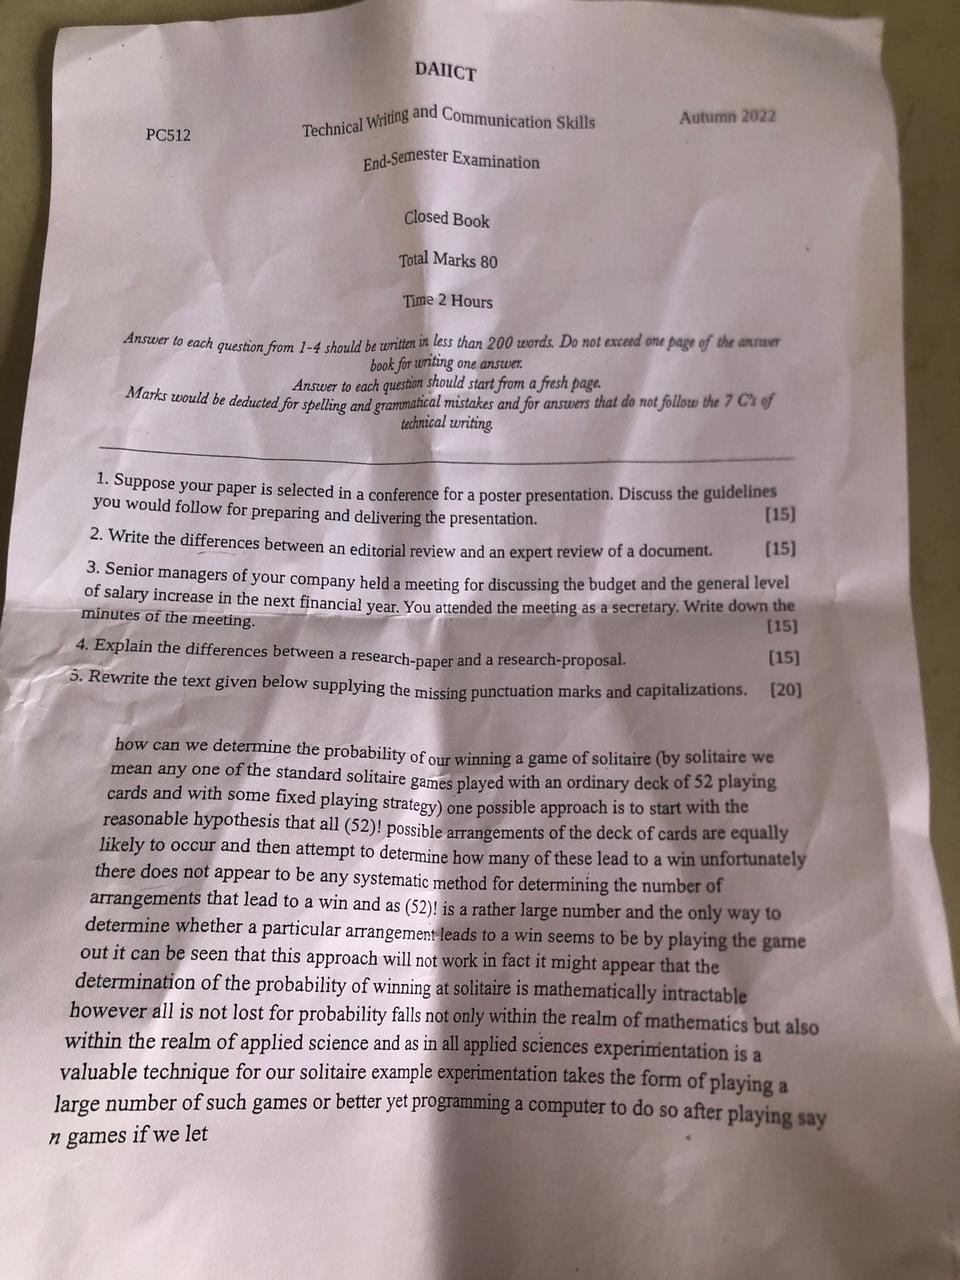 DAIICT
PC512 Technical Writing and Communication Skills Autumn 2022
End-Semester Examination
Closed Book
Total Marks 80
Time 2 Hours
Answer to each question from 1-4 should be written in less than 200 words. Do not exceed one page of the answer
book for writing one answer.
Answer to each question should start from a fresh page.
Marks would be deducted for spelling and grammatical mistakes and for answers that do not follow the 7 C's of
technical writing.
1. Suppose your paper is selected in a conference for a poster presentation. Discuss the guidelines
you would follow for preparing and delivering the presentation. [15]
2. Write the differences between an editorial review and an expert review of a document. [15]
3. Senior managers of your company held a meeting for discussing the budget and the general level
of salary increase in the next financial year. You attended the meeting as a secretary. Write down the
minutes of the meeting. [15]
4. Explain the differences between a research-paper and a research-proposal. [15]
5. Rewrite the text given below supplying the missing punctuation marks and capitalizations. [20]
how can we determine the probability of our winning a game of solitaire (by solitaire we
mean any one of the standard solitaire games played with an ordinary deck of 52 playing
cards and with some fixed playing strategy) one possible approach is to start with the
reasonable hypothesis that all (52)! possible arrangements of the deck of cards are equally
likely to occur and then attempt to determine how many of these lead to a win unfortunately
there does not appear to be any systematic method for determining the number of
arrangements that lead to a win and as (52)! is a rather large number and the only way to
determine whether a particular arrangement leads to a win seems to be by playing the game
out it can be seen that this approach will not work in fact it might appear that the
determination of the probability of winning at solitaire is mathematically intractable
however all is not lost for probability falls not only within the realm of mathematics but also
within the realm of applied science and as in all applied sciences experimentation is a
valuable technique for our solitaire example experimentation takes the form of playing a
large number of such games or better yet programming a computer to do so after playing say
n games if we let